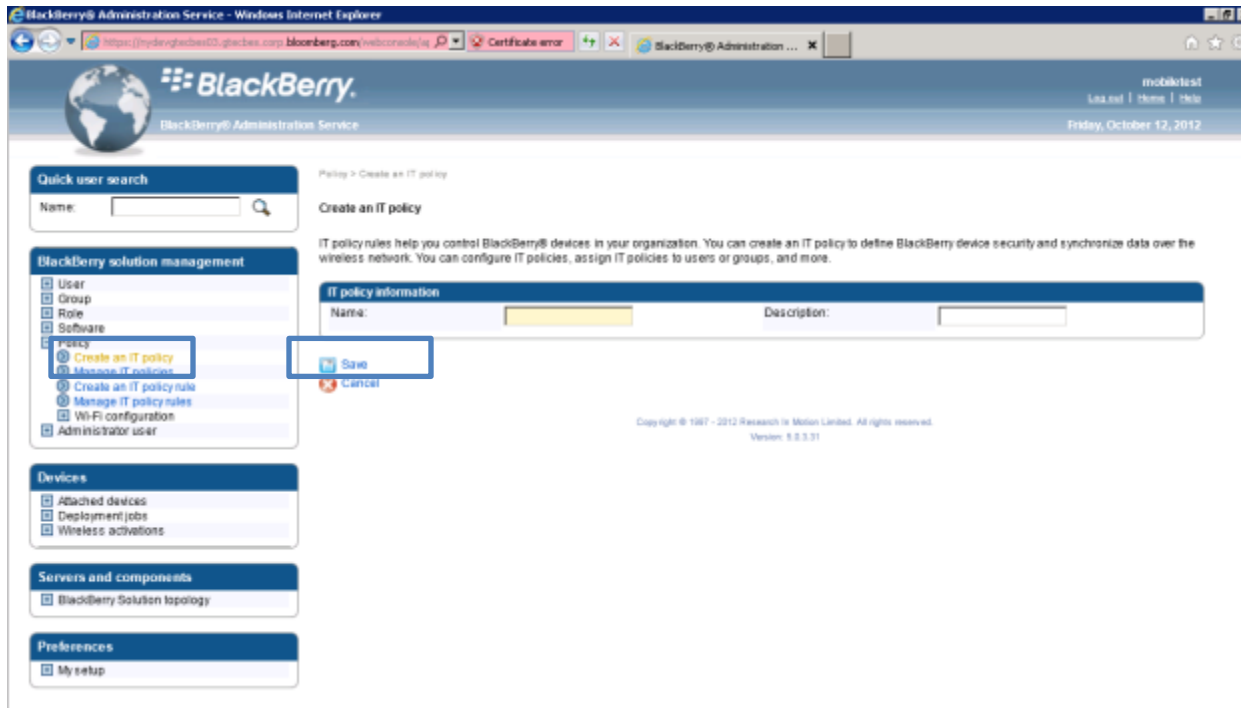 BlackBerry® Administration Service - Windows Internet Explorer
bloomberg.com Certificate error BlackBerry® Administration ...
BlackBerry.
BlackBerry® Administration Service
mobiletest
Log out | Home | Help
Friday, October 12, 2012
Quick user search
Name:
BlackBerry solution management
User
Group
Role
Software
Policy
Create an IT policy
Manage IT policies
Create an IT policy rule
Manage IT policy rules
Wi-Fi configuration
Administrator user
Devices
Attached devices
Deployment jobs
Wireless activations
Servers and components
BlackBerry Solution topology
Preferences
My setup
Policy > Create an IT policy
Create an IT policy
IT policy rules help you control BlackBerry® devices in your organization. You can create an IT policy to define BlackBerry device security and synchronize data over the
wireless network. You can configure IT policies, assign IT policies to users or groups, and more.
IT policy information
Name: Description:
Save
Cancel
Copyright © 1997 - 2012 Research In Motion Limited. All rights reserved.